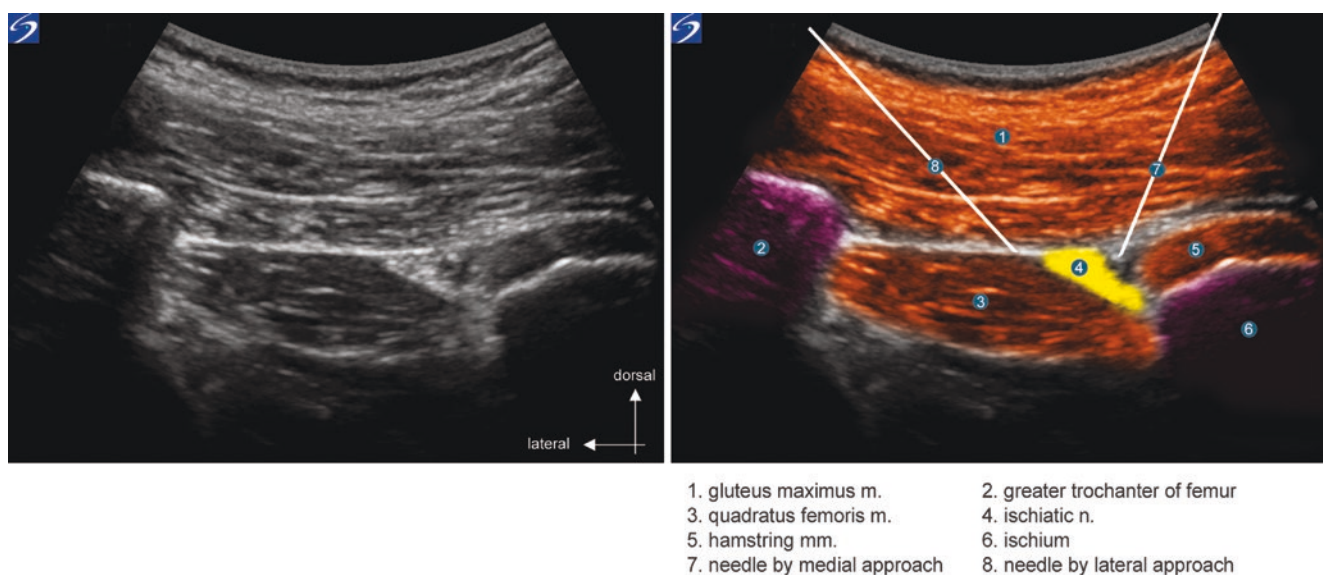 dorsal
lateral
1
2
3
4
5
6
7
8
1. gluteus maximus m.
2. greater trochanter of femur
3. quadratus femoris m.
4. ischiatic n.
5. hamstring mm.
6. ischium
7. needle by medial approach
8. needle by lateral approach